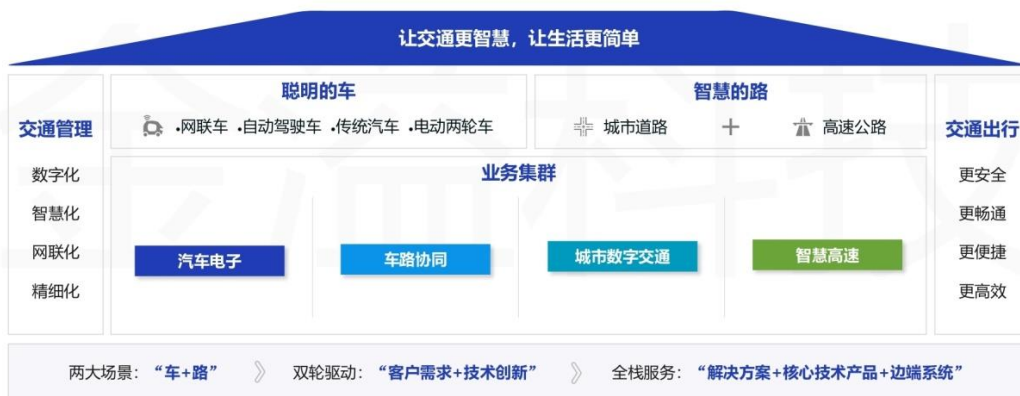 让交通更智慧，让生活更简单
交通管理
数字化
智慧化
网联化
精细化
聪明的车
•网联车 •自动驾驶车 •传统汽车 •电动两轮车
智慧的路
城市道路 + 高速公路
业务集群
汽车电子
车路协同
城市数字交通
智慧高速
交通出行
更安全
更畅通
更便捷
更高效
两大场景：“车+路” 》 双轮驱动：“客户需求+技术创新” 》 全栈服务：“解决方案+核心技术产品+边端系统”
金溢科技